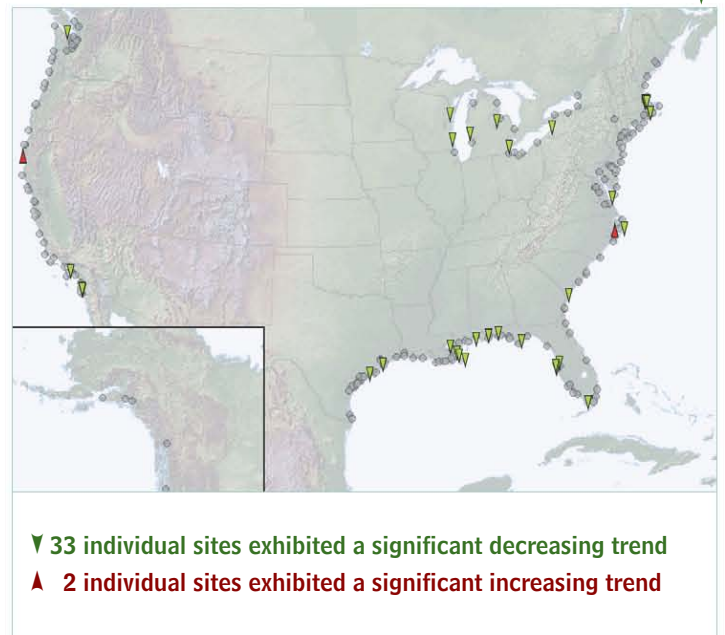 33 individual sites exhibited a significant decreasing trend
2 individual sites exhibited a significant increasing trend